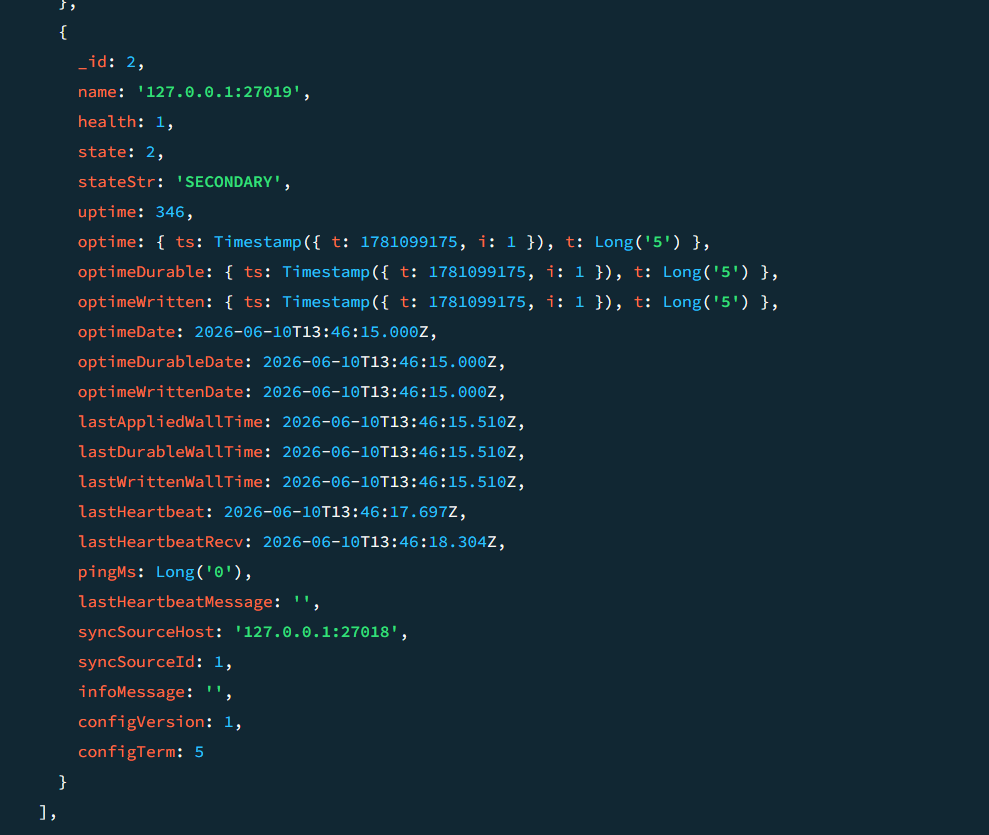 },
{
_id: 2,
name: '127.0.0.1:27019',
health: 1,
state: 2,
stateStr: 'SECONDARY',
uptime: 346,
optime: { ts: Timestamp({ t: 1781099175, i: 1 }), t: Long('5') },
optimeDurable: { ts: Timestamp({ t: 1781099175, i: 1 }), t: Long('5') },
optimeWritten: { ts: Timestamp({ t: 1781099175, i: 1 }), t: Long('5') },
optimeDate: 2026-06-10T13:46:15.000Z,
optimeDurableDate: 2026-06-10T13:46:15.000Z,
optimeWrittenDate: 2026-06-10T13:46:15.000Z,
lastAppliedWallTime: 2026-06-10T13:46:15.510Z,
lastDurableWallTime: 2026-06-10T13:46:15.510Z,
lastWrittenWallTime: 2026-06-10T13:46:15.510Z,
lastHeartbeat: 2026-06-10T13:46:17.697Z,
lastHeartbeatRecv: 2026-06-10T13:46:18.304Z,
pingMs: Long('0'),
lastHeartbeatMessage: '',
syncSourceHost: '127.0.0.1:27018',
syncSourceId: 1,
infoMessage: '',
configVersion: 1,
configTerm: 5
}
],